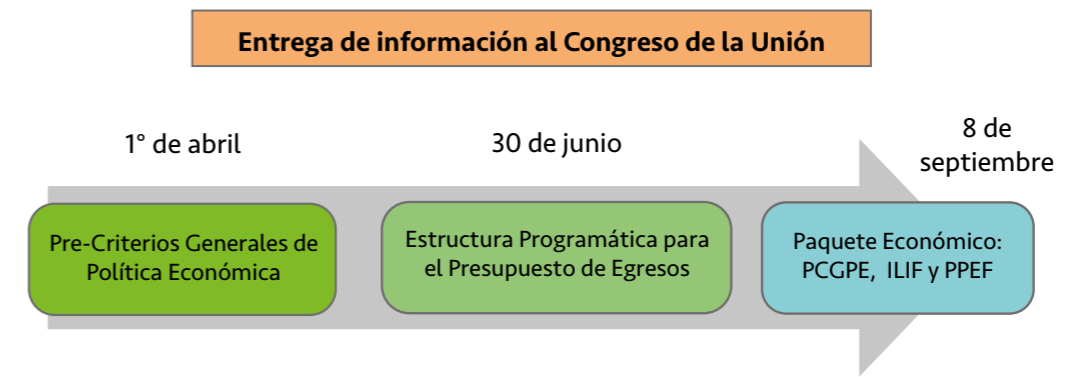 Entrega de información al Congreso de la Unión
1° de abril
30 de junio
8 de
septiembre
Pre-Criterios Generales de
Política Económica
Estructura Programática para
el Presupuesto de Egresos
Paquete Económico:
PCGPE, ILIF y PPEF